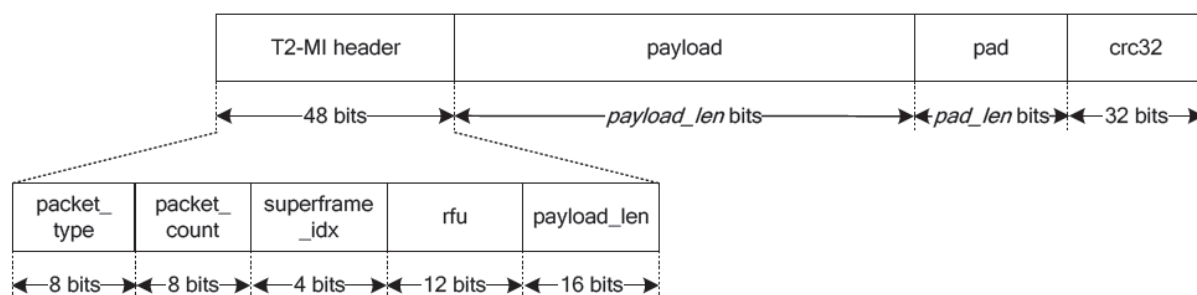 T2-MI header payload pad crc32
48 bits payload_len bits pad_len bits 32 bits
packet_ packet_ superframe rfu payload_len
type count _idx
8 bits 8 bits 4 bits 12 bits 16 bits